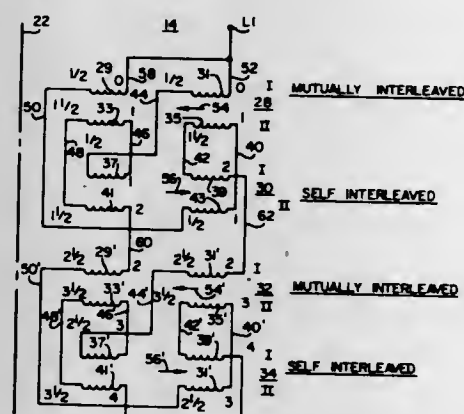 22 14 L1
29 58 52
1/2 0 44 1/2 31 0 I MUTUALLY INTERLEAVED
50 1 1/2 33 54 28
35 1 II
1/2 46 1 1/2 40
48 42 2 I
37 56 39 30 SELF INTERLEAVED
41 43 II
1 1/2 2 1/2 1 62
60
2 1/2 2 2 1/2 31' 2 I
50' 29' MUTUALLY INTERLEAVED
3 1/2 33' 44' 3 1/2 54' 32
46' 3 35' 3 II
48' 2 1/2 42' 40'
37' 56' 38' 4 I
41' 31' 34 SELF INTERLEAVED
3 1/2 4 2 1/2 3 II